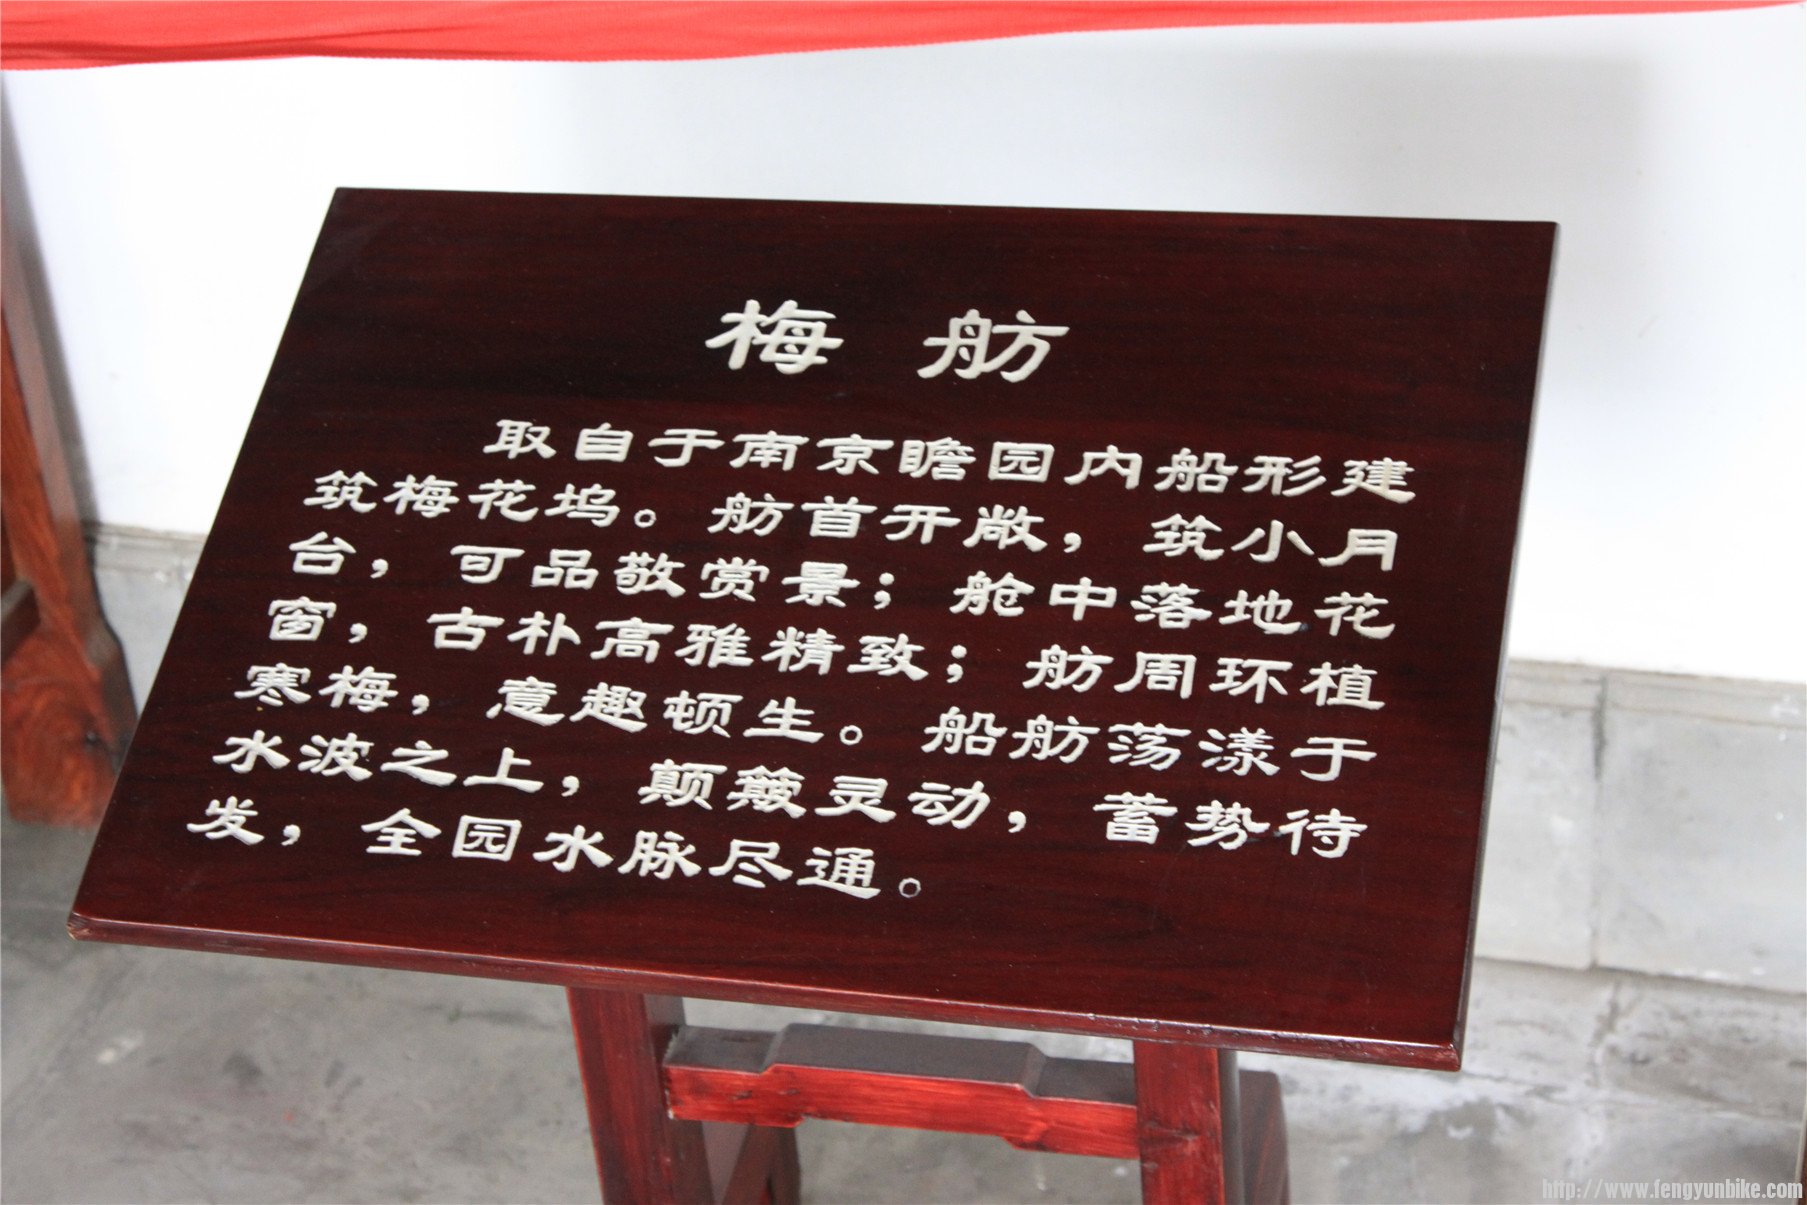 梅舫
取自于南京瞻园内船形建
筑梅花坞。舫首开敞，筑小月
台，可品敬赏景；舱中落地花
窗，古朴高雅精致；舫周环植
寒梅，意趣顿生。船舫荡漾于
水波之上，颠簸灵动，蓄势待
发，全园水脉尽通。
http://www.fengyunbike.com